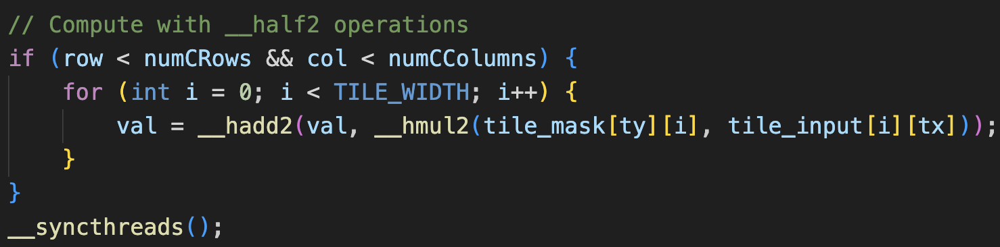 // Compute with __half2 operations
if (row < numCRows && col < numCColumns) {
    for (int i = 0; i < TILE_WIDTH; i++) {
        val = __hadd2(val, __hmul2(tile_mask[ty][i], tile_input[i][tx]));
    }
}
__syncthreads();